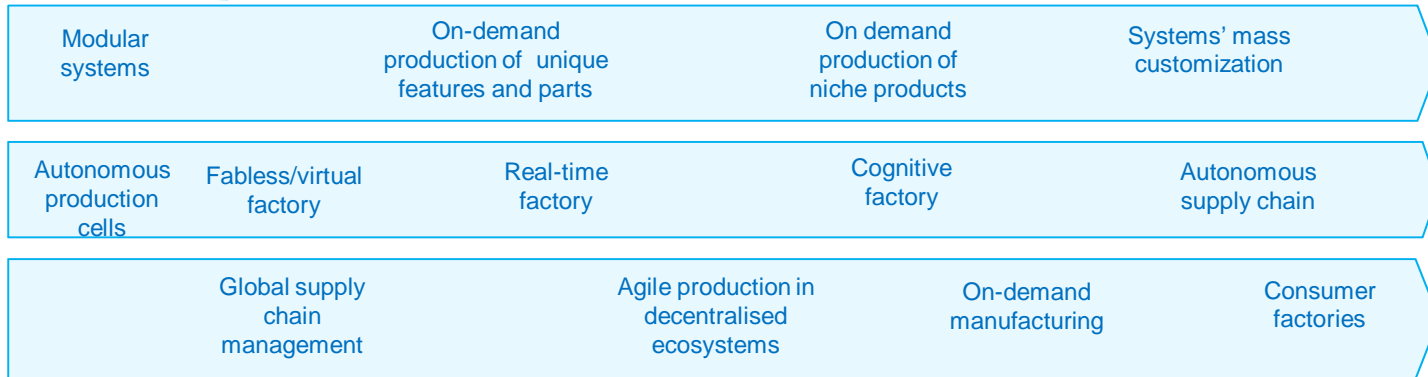 Modular
systems
On-demand
production of unique
features and parts
On demand
production of
niche products
Systems' mass
customization
Autonomous
production
cells
Fabless/virtual
factory
Real-time
factory
Cognitive
factory
Autonomous
supply chain
Global supply
chain
management
Agile production in
decentralised
ecosystems
On-demand
manufacturing
Consumer
factories